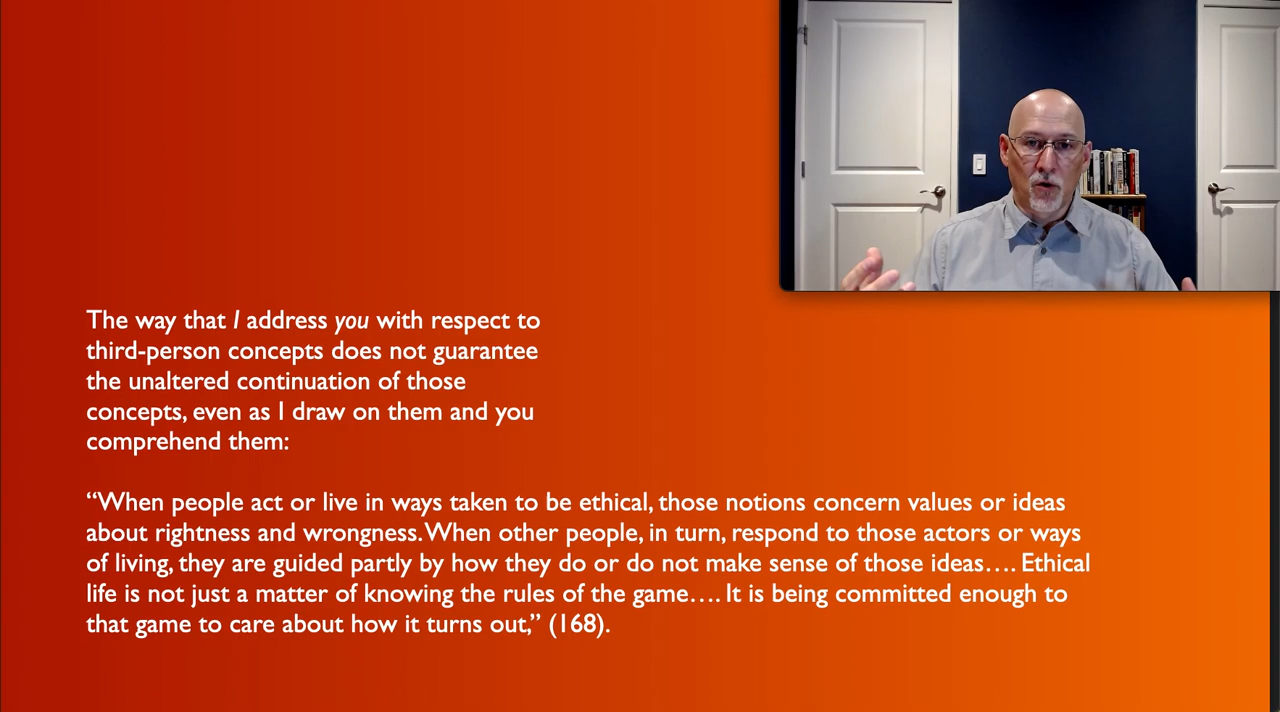 The way that I address you with respect to
third-person concepts does not guarantee
the unaltered continuation of those
concepts, even as I draw on them and you
comprehend them:
“When people act or live in ways taken to be ethical, those notions concern values or ideas
about rightness and wrongness. When other people, in turn, respond to those actors or ways
of living, they are guided partly by how they do or do not make sense of those ideas…. Ethical
life is not just a matter of knowing the rules of the game…. It is being committed enough to
that game to care about how it turns out,” (168).